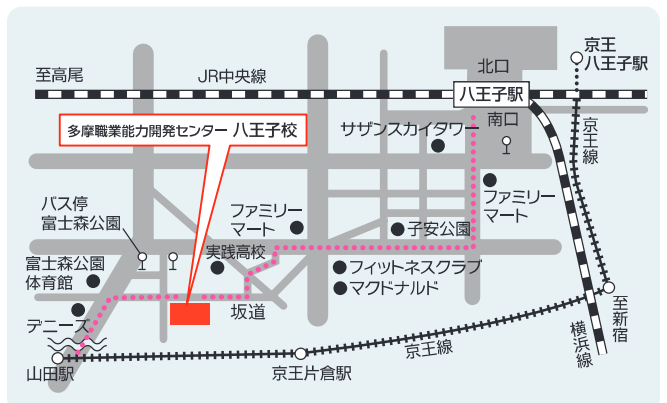 至高尾
JR中央線
北口
京王
八王子駅
八王子駅
多摩職業能力開発センター 八王子校
サザンスカイタワー
南口
京王線
バス停
富士森公園
ファミリー
マート
ファミリー
マート
子安公園
実践高校
富士森公園
体育館
フィットネスクラブ
マクドナルド
デニーズ
坂道
至新宿
横浜線
京王線
山田駅
京王片倉駅